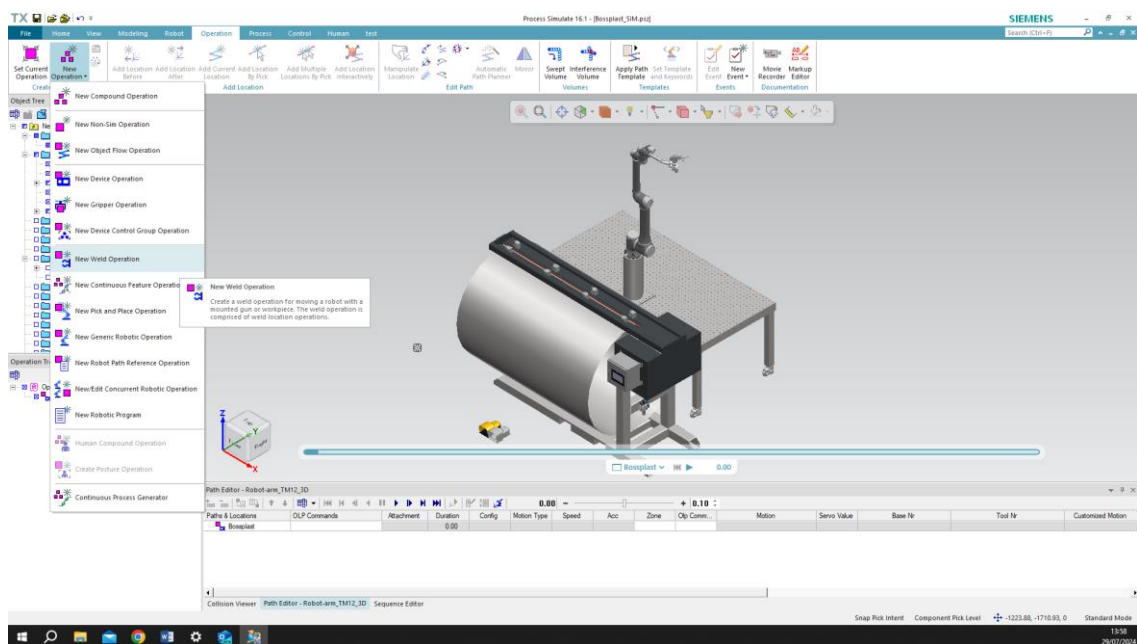 TX
Process Simulate 16.1 - [Bossplast_SIM.psz]
SIEMENS
File Home View Modeling Robot Operation Process Control Human test
Search (Ctrl+F)
Set Current Operation
New Operation
Add Location Before
Add Location After
Add Current Location
Add Location By Pick
Add Multiple Locations By Pick
Add Location Interactively
Manipulate Location
Automatic Path Planner
Mirror
Swept Volume
Interference Volume
Apply Path Template
Set Template and Keywords
Edit Event
New Event
Movie Recorder
Markup Editor
Add Location
Edit Path
Volumes
Templates
Events
Documentation
Object Tree
New Compound Operation
New Non-Sim Operation
New Object Flow Operation
New Device Operation
New Gripper Operation
New Device Control Group Operation
New Weld Operation
New Continuous Feature Operatio
New Pick and Place Operation
New Generic Robotic Operation
New Robot Path Reference Operation
New/Edit Concurrent Robotic Operation
New Robotic Program
Human Compound Operation
Create Posture Operation
Continuous Process Generator
New Weld Operation
Create a weld operation for moving a robot with a
mounted gun or workpiece. The weld operation is
comprised of weld location operations.
Operation Tr
Z
Y
X
Bossplast 0.00
Path Editor - Robot-arm_TM12_3D
0.00 0.10
Paths & Locations OLP Commands Attachment Duration Config Motion Type Speed Acc Zone Olp Comm... Motion Servo Value Base Nr Tool Nr Customized Motion
Bossplast 0.00
Collision Viewer Path Editor - Robot-arm_TM12_3D Sequence Editor
Snap Pick Intent Component Pick Level -1223.88, -1710.93, 0 Standard Mode
13:58
29/07/2024